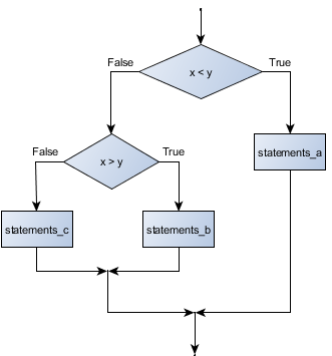 False
True
x < y
False
True
x > y
statements_a
statements_c
statements_b